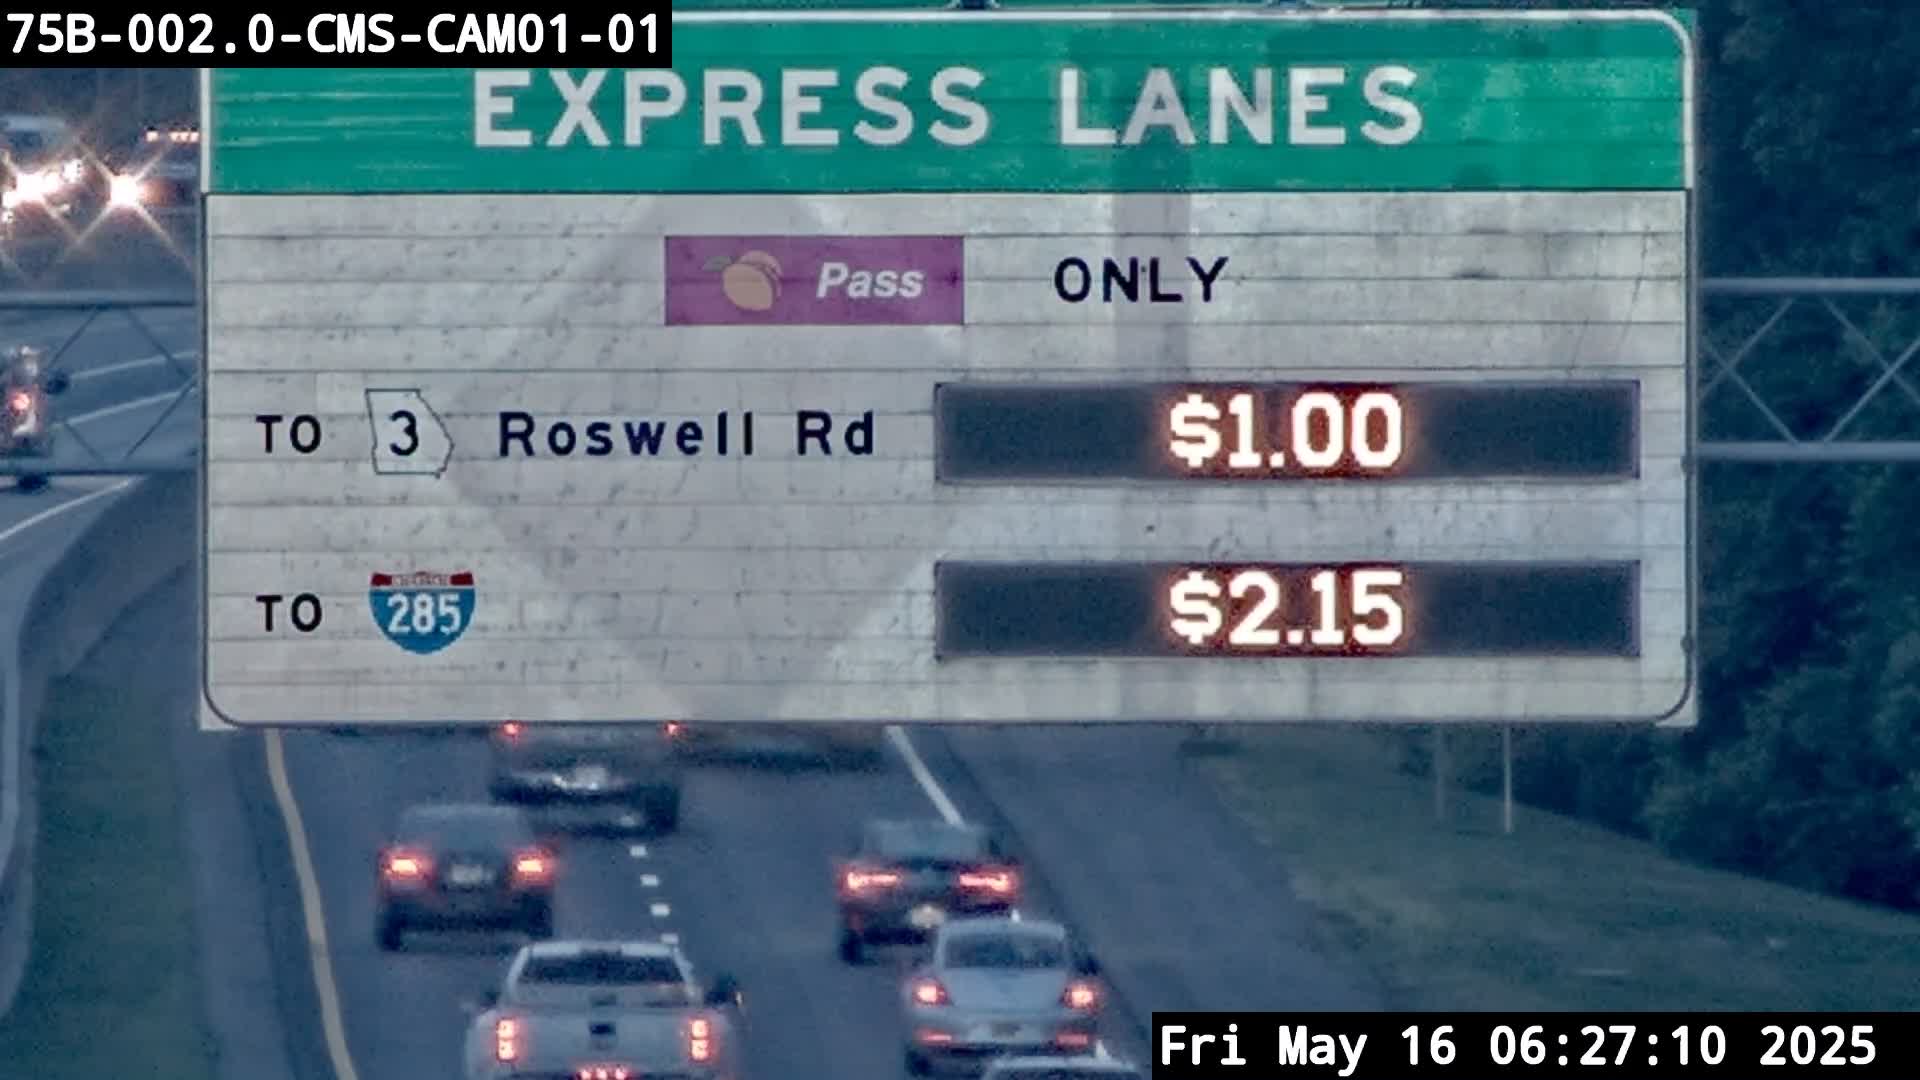 75B-002.0-CMS-CAM01-01
EXPRESS LANES
Pass ONLY
TO 3 Roswell Rd $1.00
TO 285 $2.15
Fri May 16 06:27:10 2025